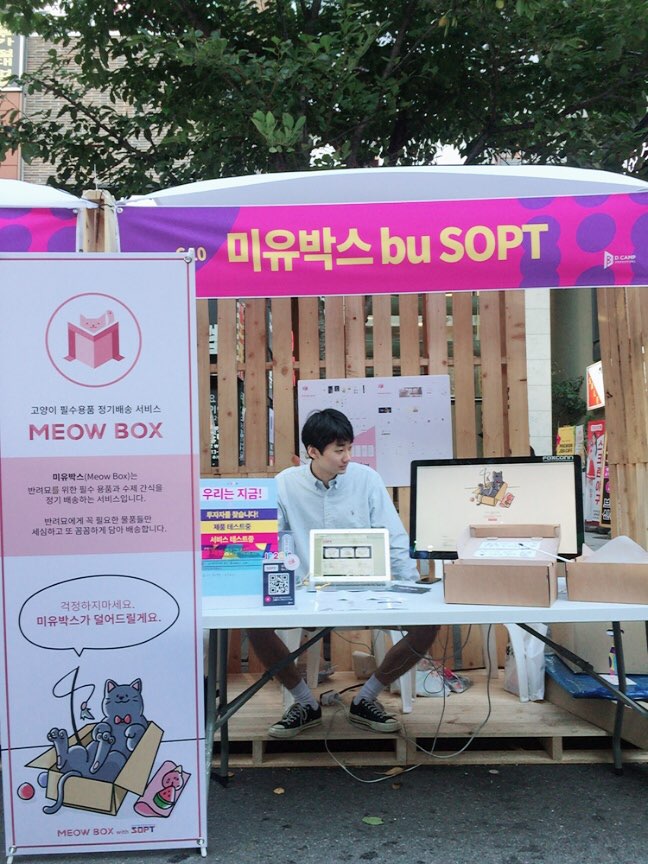 미유박스 bu SOPT
D.CAMP
고양이 필수용품 정기배송 서비스
MEOW BOX
미유박스(Meow Box)는
반려묘를 위한 필수 용품과 수제 간식을
정기 배송하는 서비스입니다.
반려묘에게 꼭 필요한 물품들만
세심하고 또 꼼꼼하게 담아 배송합니다.
걱정하지마세요.
미유박스가 덜어드릴게요.
MEOW BOX with SOPT
우리는 지금!
투자자를 찾습니다!
제품 테스트중
서비스 테스트중
FOXCONN